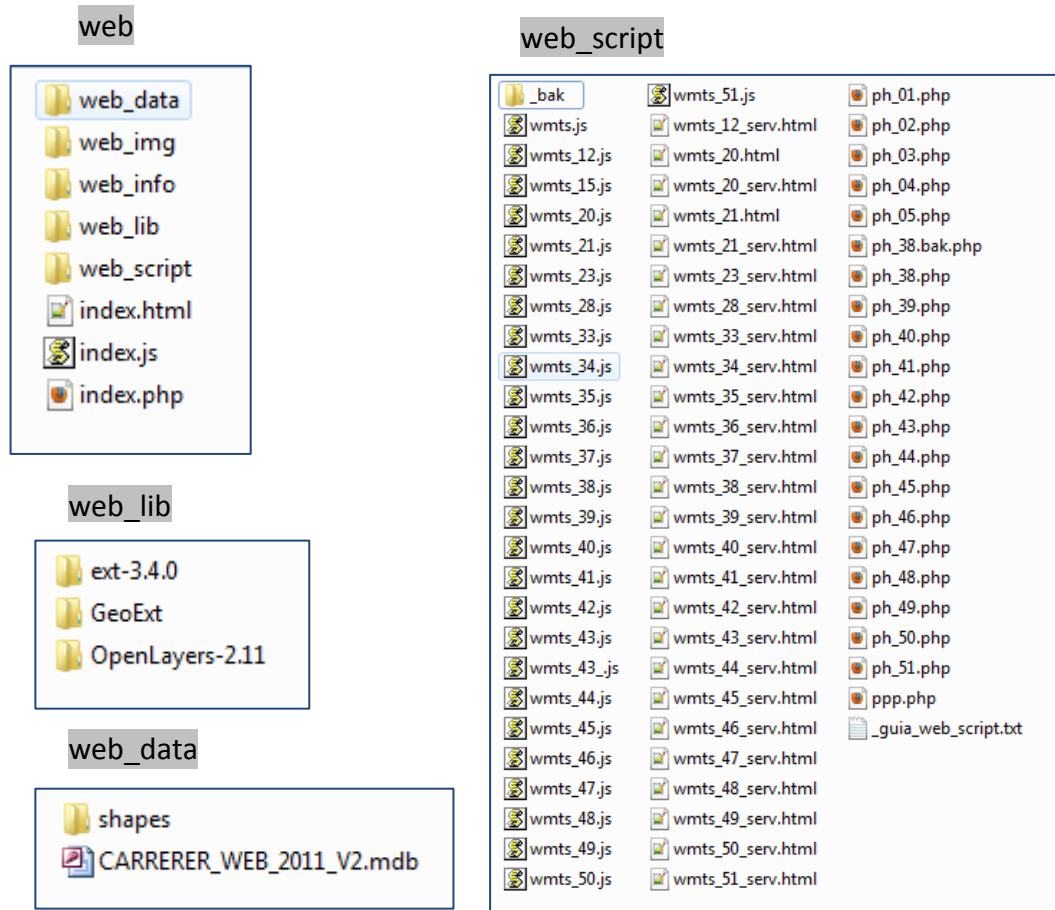 web
web_data
web_img
web_info
web_lib
web_script
index.html
index.js
index.php
web_lib
ext-3.4.0
GeoExt
OpenLayers-2.11
web_data
shapes
CARRERER_WEB_2011_V2.mdb
web_script
_bak
wmts.js
wmts_12.js
wmts_15.js
wmts_20.js
wmts_21.js
wmts_23.js
wmts_28.js
wmts_33.js
wmts_34.js
wmts_35.js
wmts_36.js
wmts_37.js
wmts_38.js
wmts_39.js
wmts_40.js
wmts_41.js
wmts_42.js
wmts_43.js
wmts_43_.js
wmts_44.js
wmts_45.js
wmts_46.js
wmts_47.js
wmts_48.js
wmts_49.js
wmts_50.js
wmts_51.js
wmts_12_serv.html
wmts_20.html
wmts_20_serv.html
wmts_21.html
wmts_21_serv.html
wmts_23_serv.html
wmts_28_serv.html
wmts_33_serv.html
wmts_34_serv.html
wmts_35_serv.html
wmts_36_serv.html
wmts_37_serv.html
wmts_38_serv.html
wmts_39_serv.html
wmts_40_serv.html
wmts_41_serv.html
wmts_42_serv.html
wmts_43_serv.html
wmts_44_serv.html
wmts_45_serv.html
wmts_46_serv.html
wmts_47_serv.html
wmts_48_serv.html
wmts_49_serv.html
wmts_50_serv.html
wmts_51_serv.html
ph_01.php
ph_02.php
ph_03.php
ph_04.php
ph_05.php
ph_38.bak.php
ph_38.php
ph_39.php
ph_40.php
ph_41.php
ph_42.php
ph_43.php
ph_44.php
ph_45.php
ph_46.php
ph_47.php
ph_48.php
ph_49.php
ph_50.php
ph_51.php
ppp.php
_guia_web_script.txt